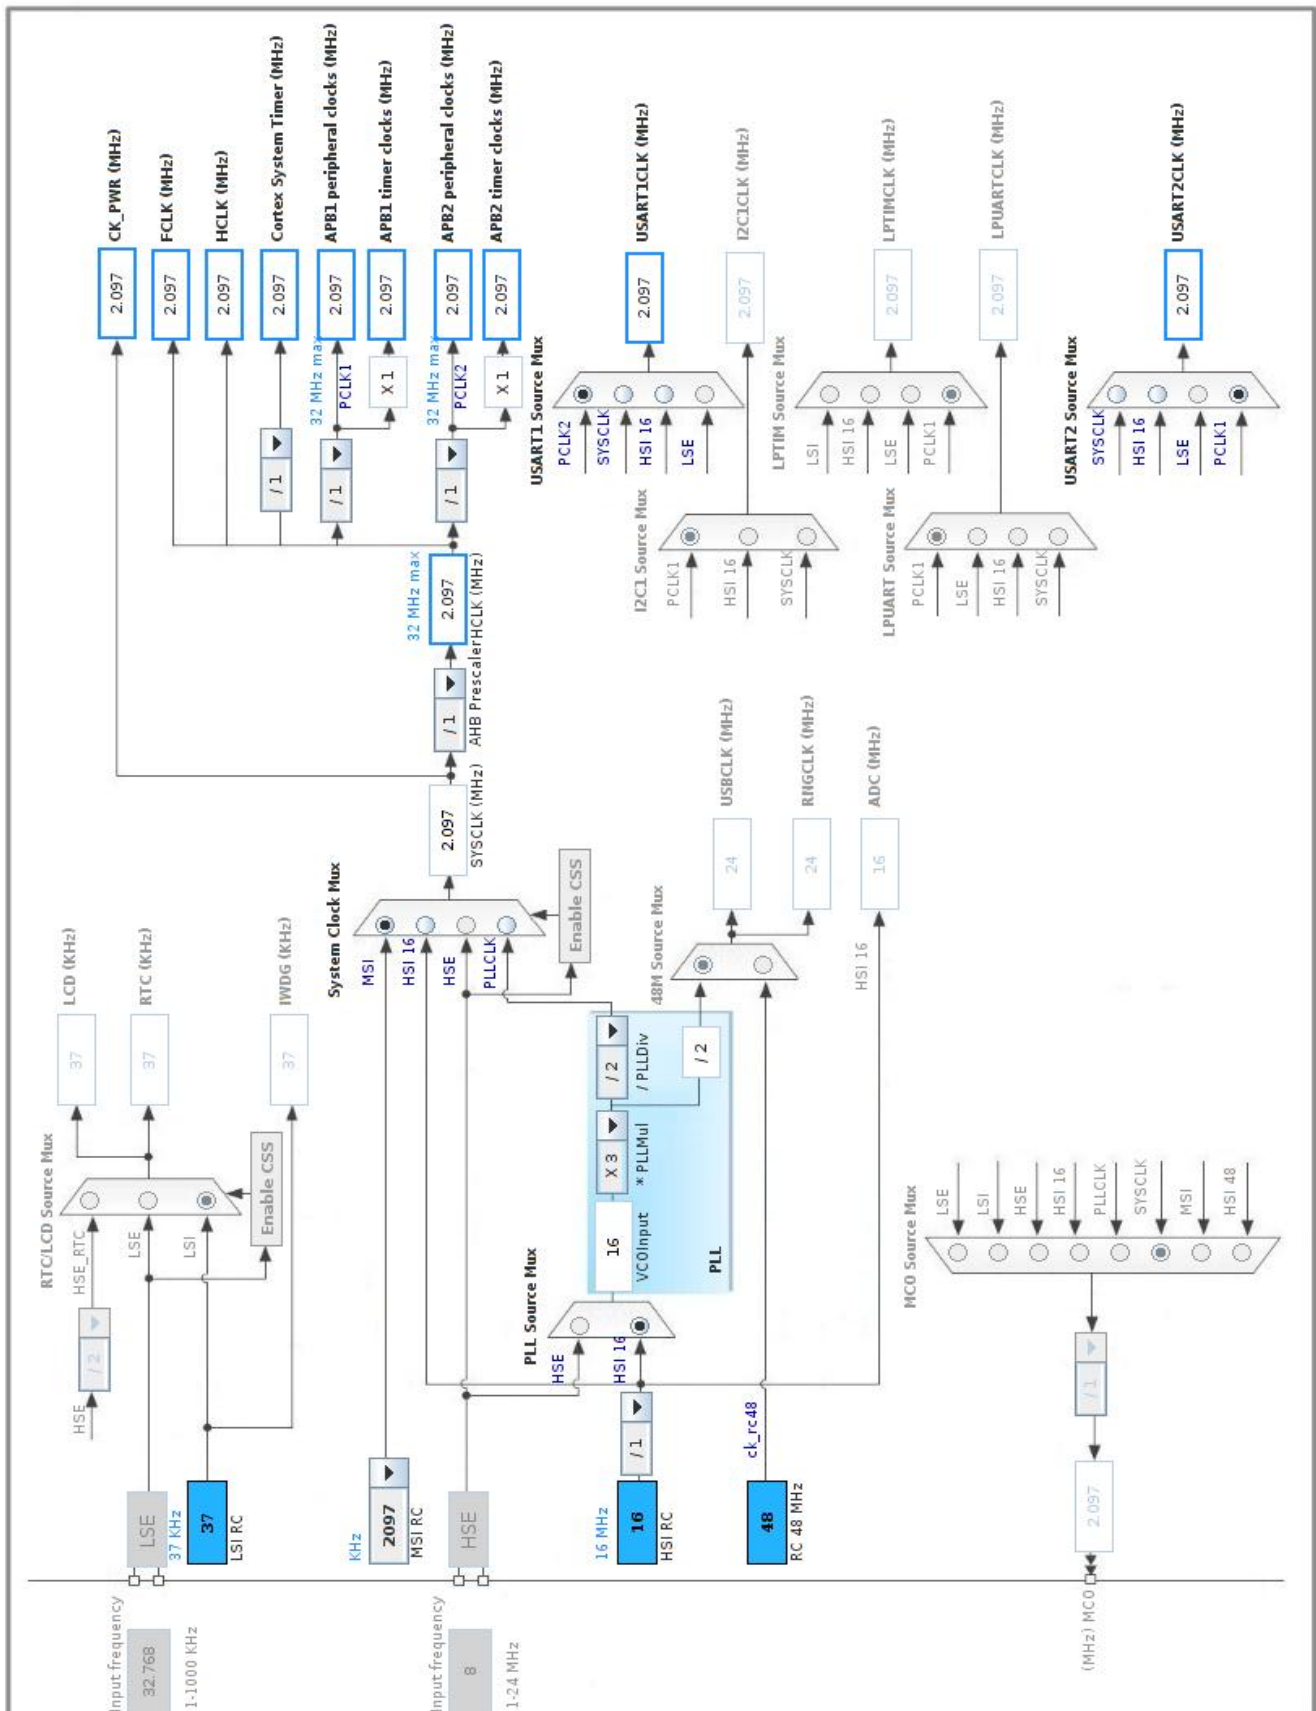 Input frequency
32.768
1-1000 KHz
LSE
37 KHz
37
LSI RC
HSE
/ 2
HSE_RTC
LSE
LSI
RTC/LCD Source Mux
Enable CSS
37
LCD (KHz)
37
RTC (KHz)
37
IWDG (KHz)
Input frequency
8
1-24 MHz
KHz
2097
MSI RC
HSE
16 MHz
16
HSI RC
/ 1
48
RC 48 MHz
ck_rc48
PLL Source Mux
HSE
HSI 16
16
VCOInput
X 3
* PLLMul
/ 2
/ PLLDiv
/ 2
PLL
System Clock Mux
MSI
HSI 16
HSE
PLLCLK
Enable CSS
48M Source Mux
24
USBCLK (MHz)
24
RNGCLK (MHz)
HSI 16
16
ADC (MHz)
2.097
SYSCLK (MHz)
/ 1
AHB Prescaler
32 MHz max
2.097
HCLK (MHz)
2.097
CK_PWR (MHz)
2.097
FCLK (MHz)
2.097
HCLK (MHz)
/ 1
2.097
Cortex System Timer (MHz)
/ 1
32 MHz max
PCLK1
2.097
APB1 peripheral clocks (MHz)
X 1
2.097
APB1 timer clocks (MHz)
/ 1
32 MHz max
PCLK2
2.097
APB2 peripheral clocks (MHz)
X 1
2.097
APB2 timer clocks (MHz)
USART1 Source Mux
PCLK2
SYSCLK
HSI 16
LSE
2.097
USART1CLK (MHz)
I2C1 Source Mux
PCLK1
HSI 16
SYSCLK
2.097
I2C1CLK (MHz)
LPTIM Source Mux
LSI
HSI 16
LSE
PCLK1
2.097
LPTIMCLK (MHz)
LPUART Source Mux
PCLK1
LSE
HSI 16
SYSCLK
2.097
LPUARTCLK (MHz)
USART2 Source Mux
SYSCLK
HSI 16
LSE
PCLK1
2.097
USART2CLK (MHz)
MCO Source Mux
LSE
LSI
HSE
HSI 16
PLLCLK
SYSCLK
MSI
HSI 48
/ 1
2.097
(MHz) MCO